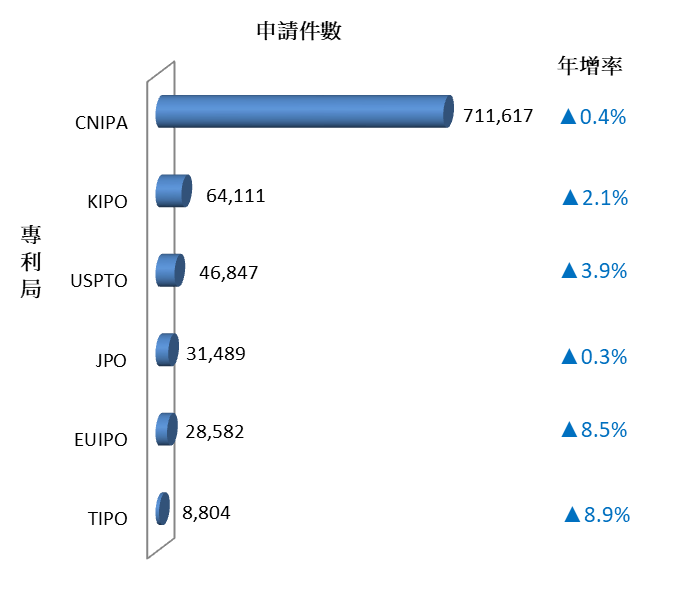 申請件數
年增率
CNIPA 711,617 ▲0.4%
KIPO 64,111 ▲2.1%
專利局
USPTO 46,847 ▲3.9%
JPO 31,489 ▲0.3%
EUIPO 28,582 ▲8.5%
TIPO 8,804 ▲8.9%